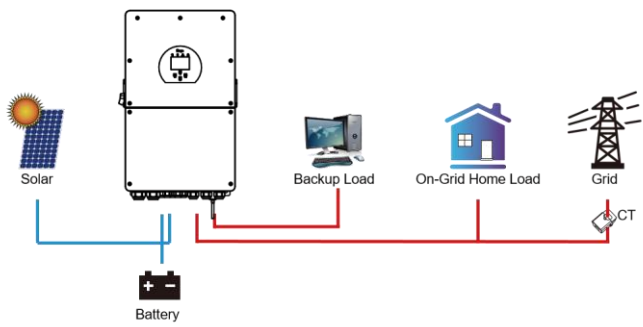 Solar
Backup Load
On-Grid Home Load
Grid
CT
Battery